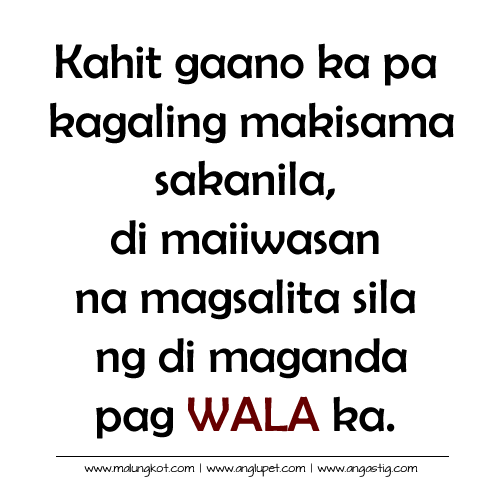 Kahit gaano ka pa
kagaling makisama
sakanila,
di maiiwasan
na magsalita sila
ng di maganda
pag WALA ka.
www.malungkot.com | www.anglupet.com | www.angastig.com